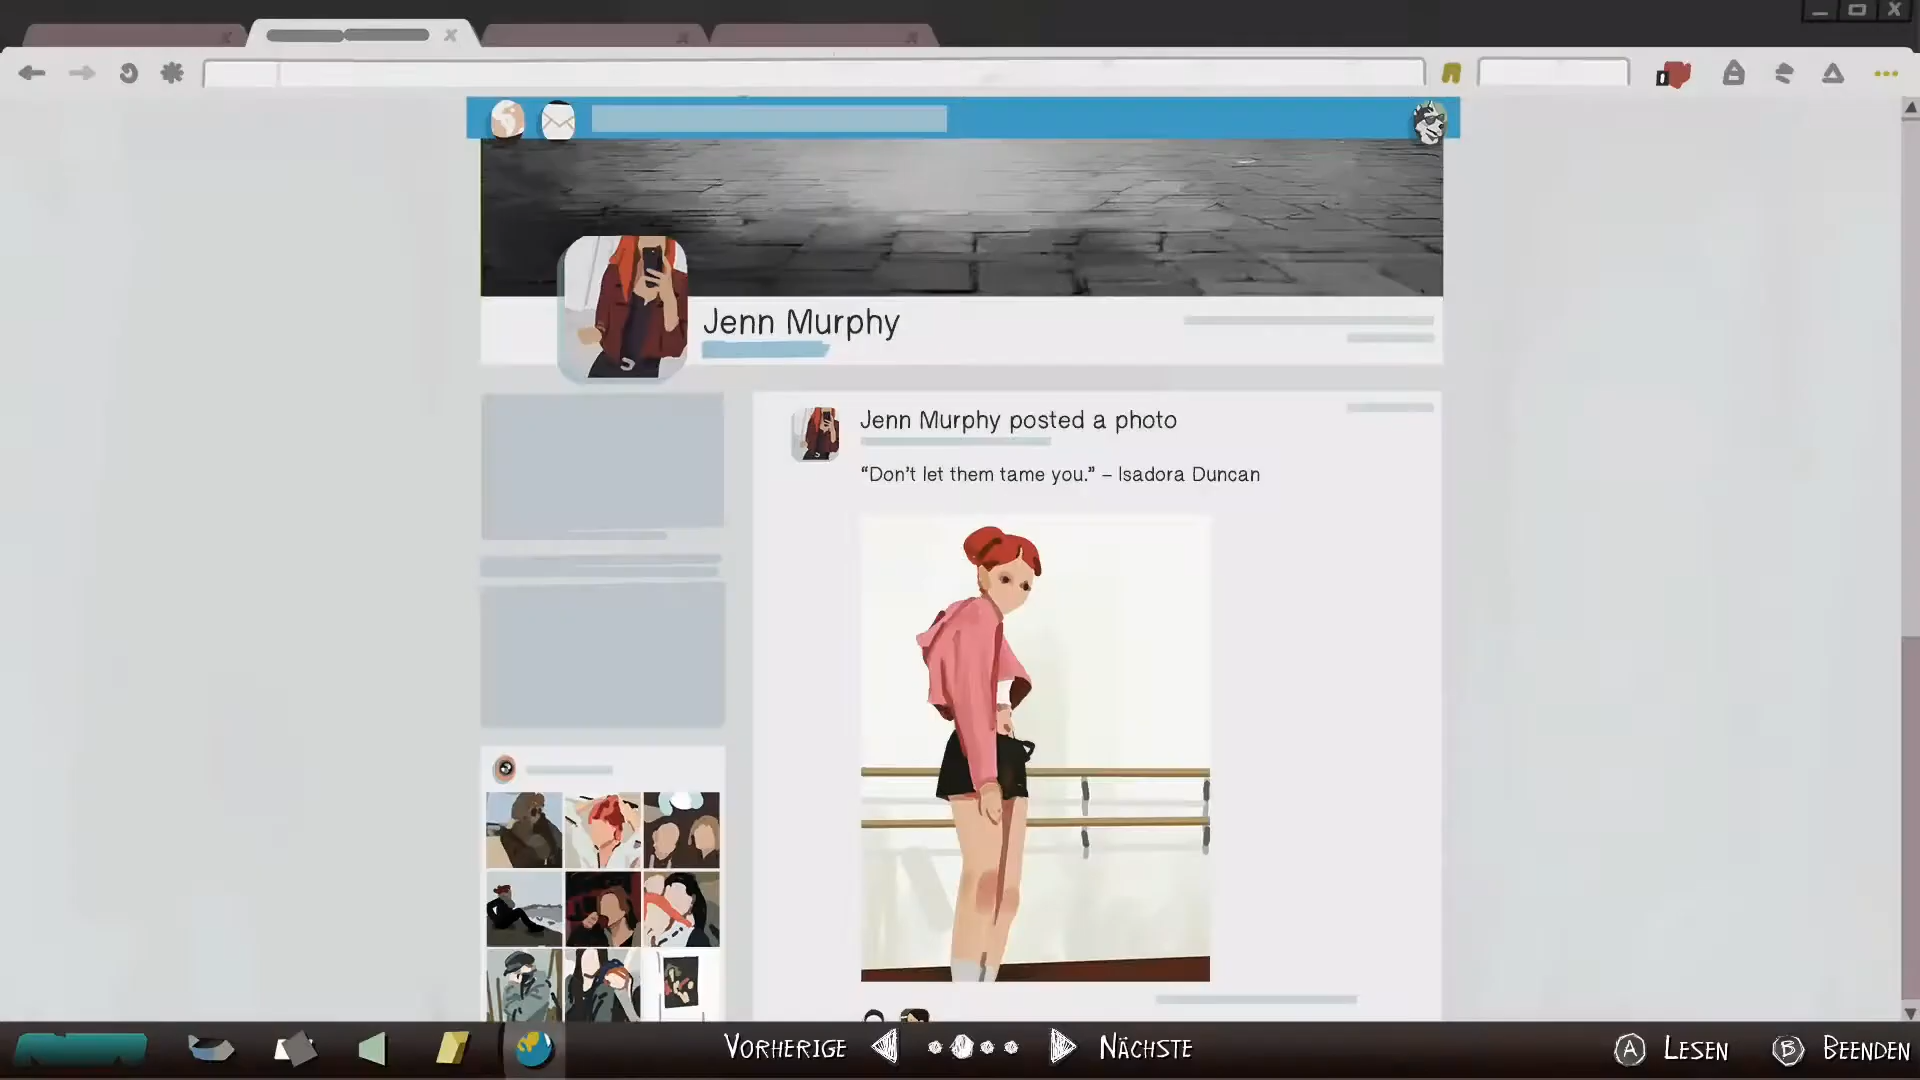 Jenn Murphy
Jenn Murphy posted a photo
“Don't let them tame you.” – Isadora Duncan
VORHERIGE
NÄCHSTE
A LESEN
B BEENDEN